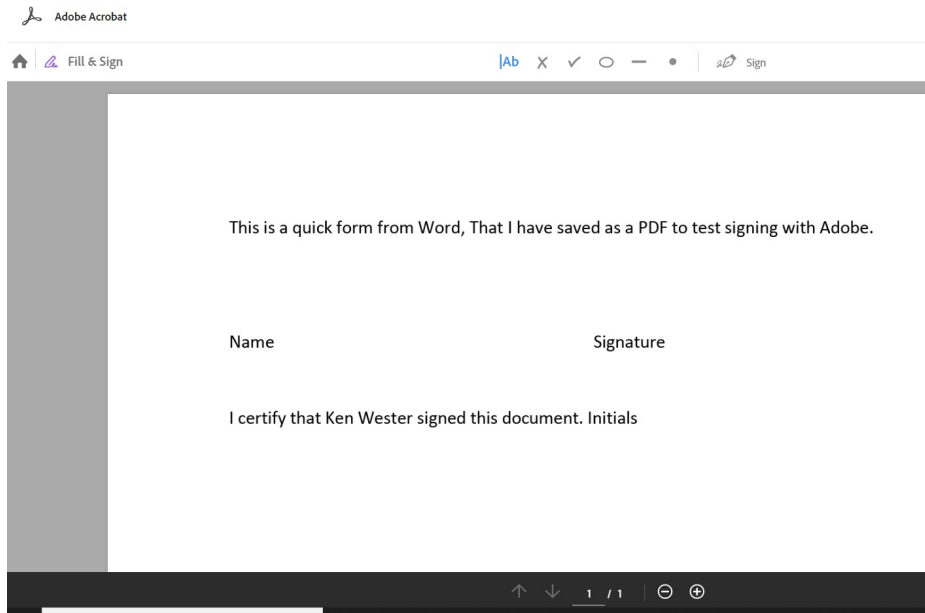 Adobe Acrobat
Fill & Sign |Ab Sign
This is a quick form from Word, That I have saved as a PDF to test signing with Adobe.
Name Signature
I certify that Ken Wester signed this document. Initials
1 / 1